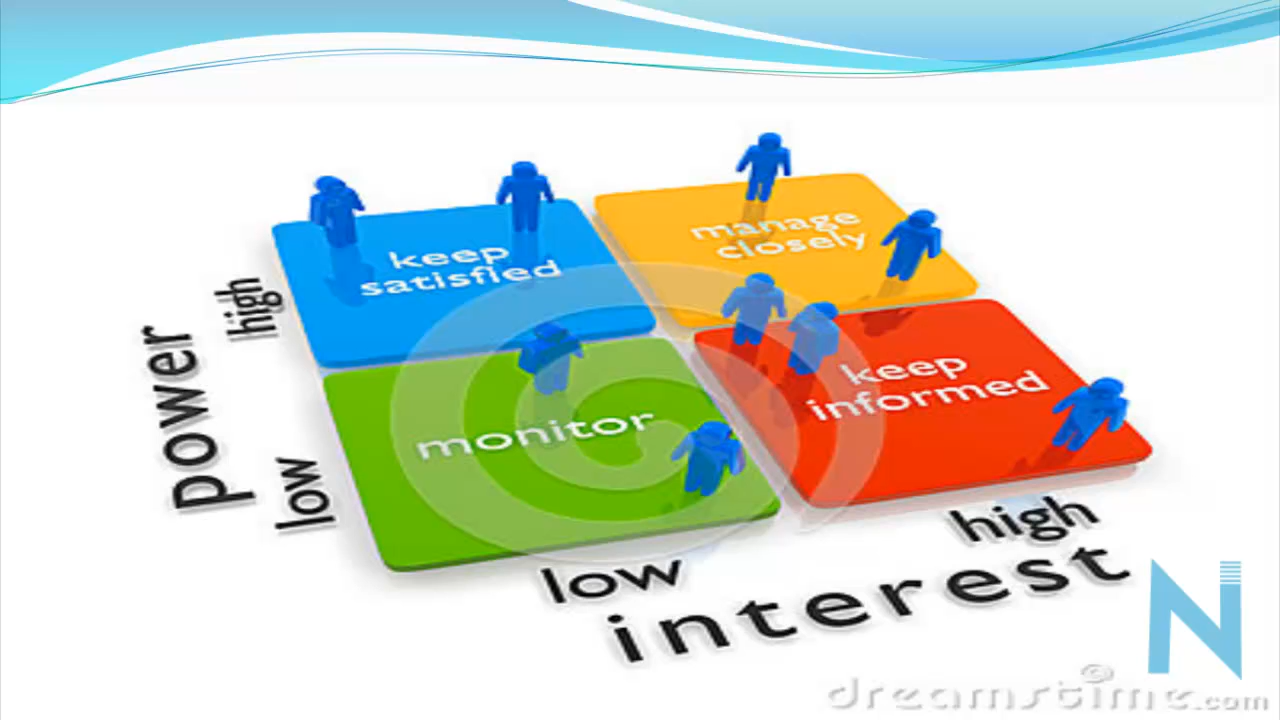 keep
satisfied
manage
closely
monitor
keep
informed
power
high
low
low
high
interest
N
dreamstime.com